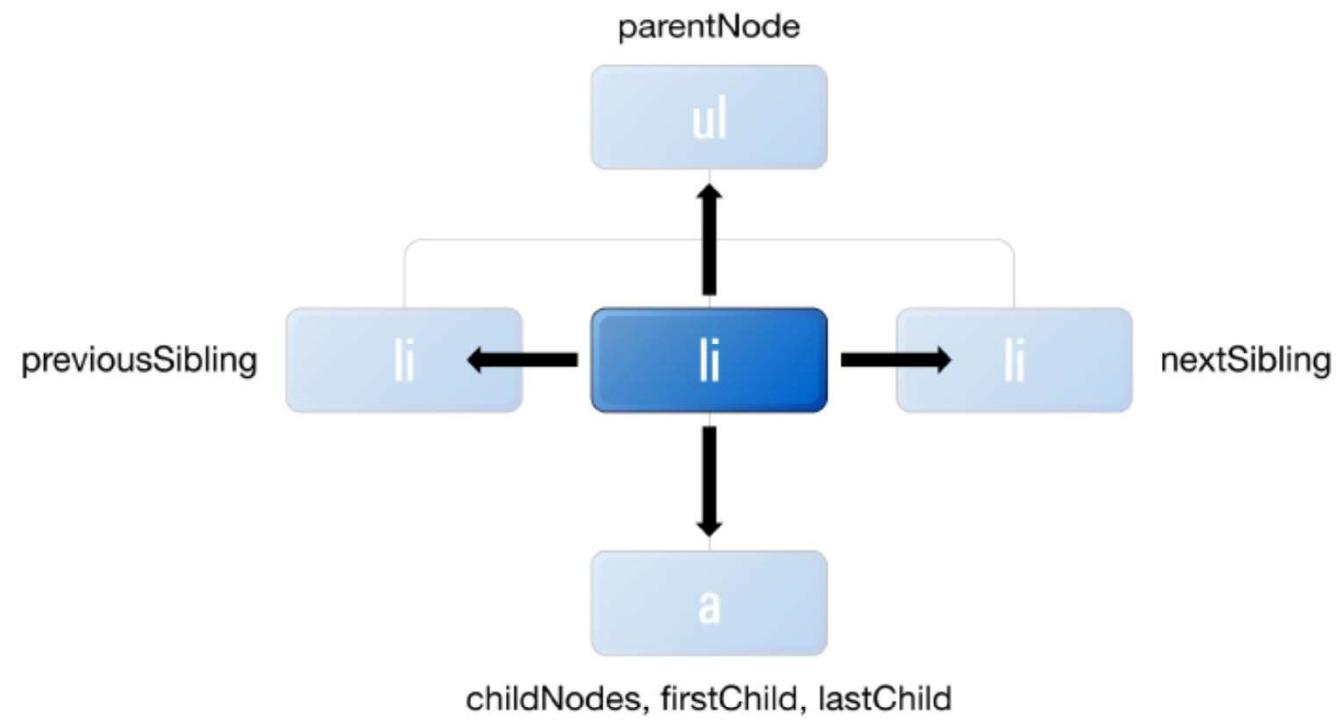 parentNode
ul
previousSibling li li li nextSibling
a
childNodes, firstChild, lastChild